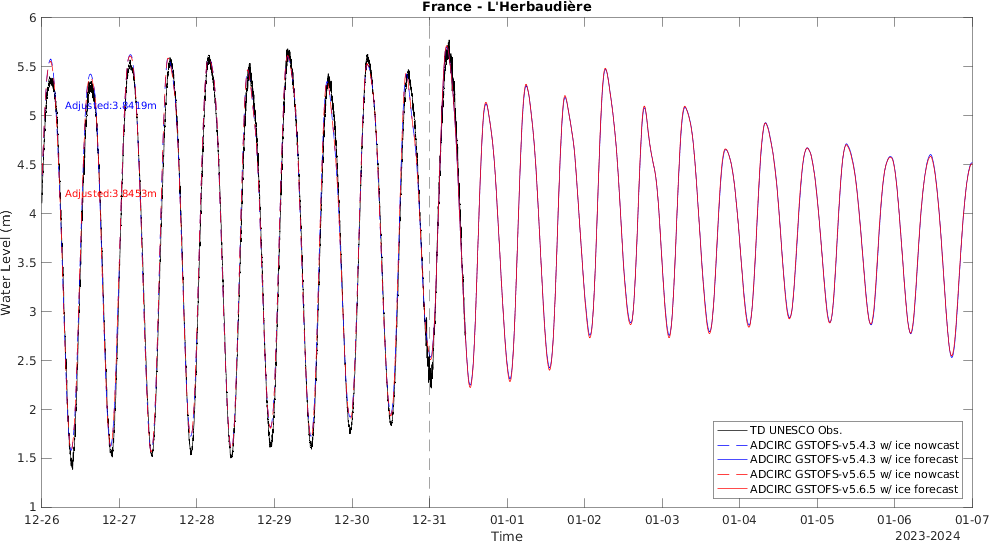 France - L'Herbaudière
Water Level (m)
6
5.5
5
4.5
4
3.5
3
2.5
2
1.5
1
Adjusted:3.8419m
Adjusted:3.8453m
TD UNESCO Obs.
ADCIRC GSTOFS-v5.4.3 w/ ice nowcast
ADCIRC GSTOFS-v5.4.3 w/ ice forecast
ADCIRC GSTOFS-v5.6.5 w/ ice nowcast
ADCIRC GSTOFS-v5.6.5 w/ ice forecast
12-26 12-27 12-28 12-29 12-30 12-31 01-01 01-02 01-03 01-04 01-05 01-06 01-07
Time
2023-2024